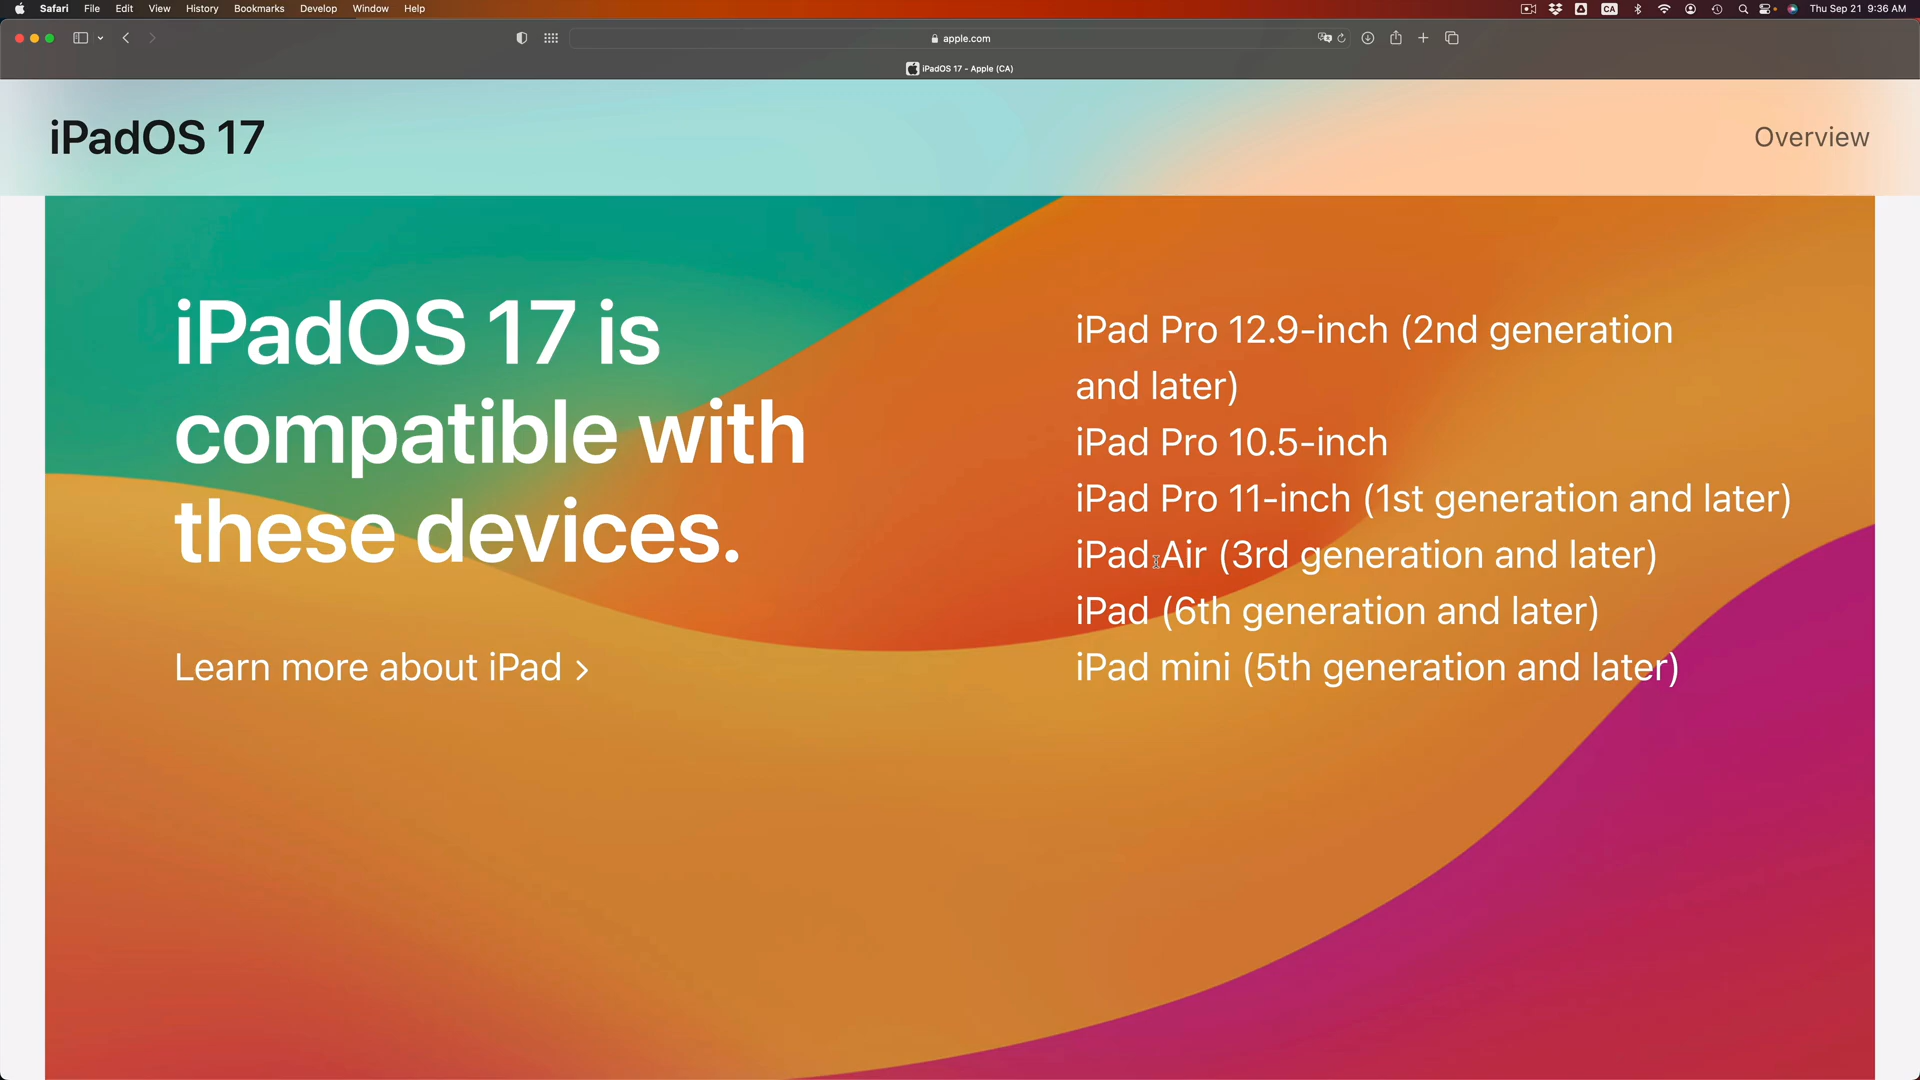 Safari File Edit View History Bookmarks Develop Window Help CA Thu Sep 21 9:36 AM
apple.com
iPadOS 17 - Apple (CA)
iPadOS 17
Overview
iPadOS 17 is
compatible with
these devices.
Learn more about iPad >
iPad Pro 12.9-inch (2nd generation
and later)
iPad Pro 10.5-inch
iPad Pro 11-inch (1st generation and later)
iPad Air (3rd generation and later)
iPad (6th generation and later)
iPad mini (5th generation and later)